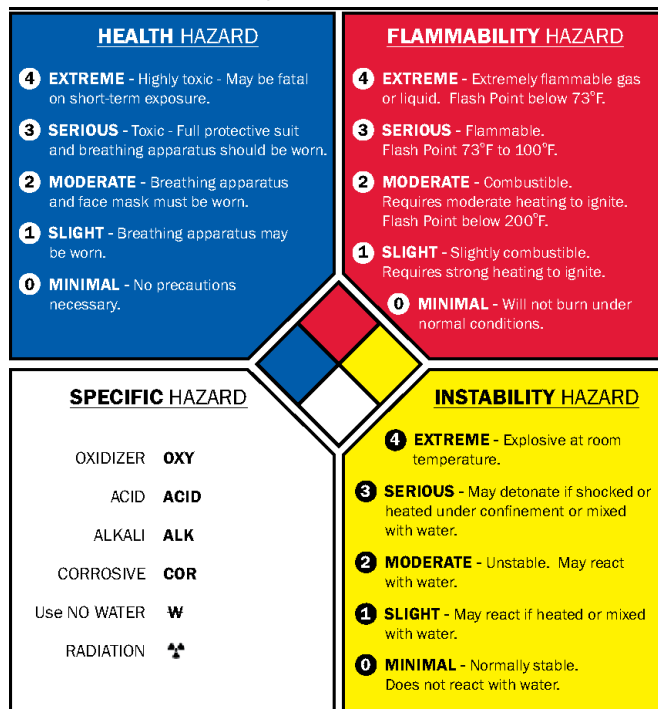 HEALTH HAZARD
4 EXTREME - Highly toxic - May be fatal
on short-term exposure.
3 SERIOUS - Toxic - Full protective suit
and breathing apparatus should be worn.
2 MODERATE - Breathing apparatus
and face mask must be worn.
1 SLIGHT - Breathing apparatus may
be worn.
0 MINIMAL - No precautions
necessary.
FLAMMABILITY HAZARD
4 EXTREME - Extremely flammable gas
or liquid. Flash Point below 73°F.
3 SERIOUS - Flammable.
Flash Point 73°F to 100°F.
2 MODERATE - Combustible.
Requires moderate heating to ignite.
Flash Point below 200°F.
1 SLIGHT - Slightly combustible.
Requires strong heating to ignite.
0 MINIMAL - Will not burn under
normal conditions.
SPECIFIC HAZARD
OXIDIZER OXY
ACID ACID
ALKALI ALK
CORROSIVE COR
Use NO WATER W̶
RADIATION ☢
INSTABILITY HAZARD
4 EXTREME - Explosive at room
temperature.
3 SERIOUS - May detonate if shocked or
heated under confinement or mixed
with water.
2 MODERATE - Unstable. May react
with water.
1 SLIGHT - May react if heated or mixed
with water.
0 MINIMAL - Normally stable.
Does not react with water.